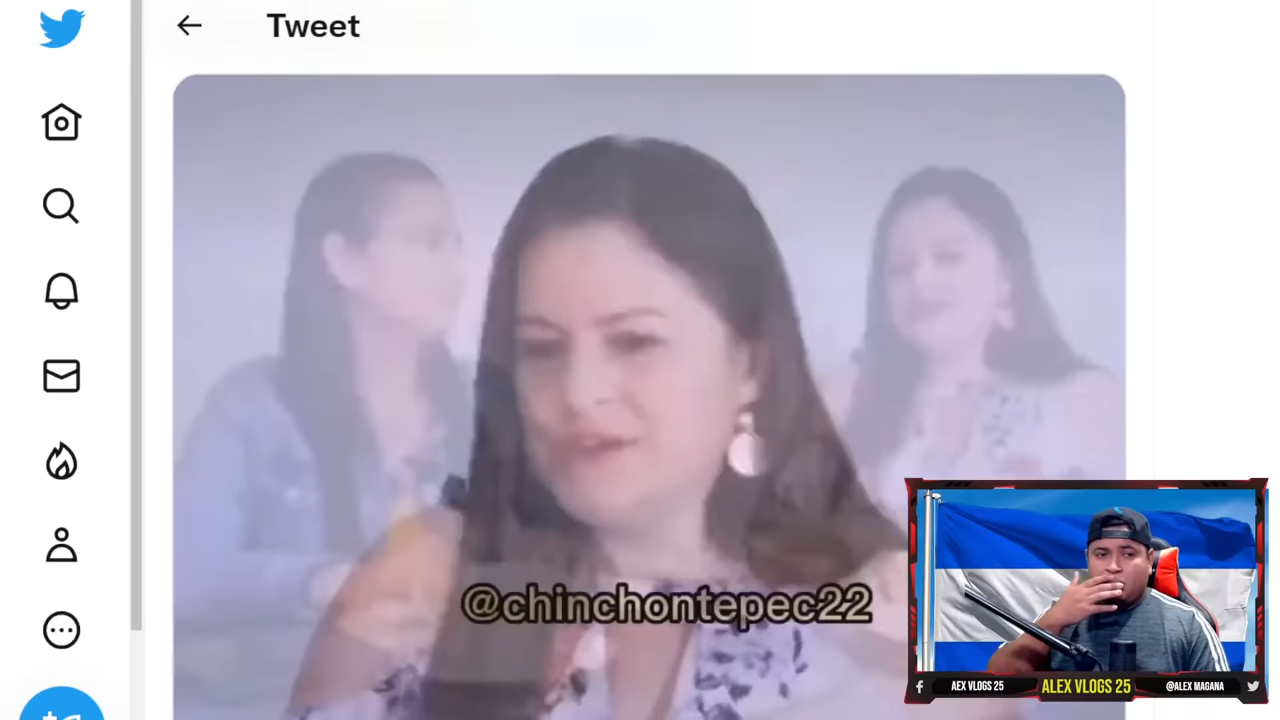 Tweet
@chinchontepec22
AEX VLOGS 25
ALEX VLOGS 25
@ALEX MAGANA